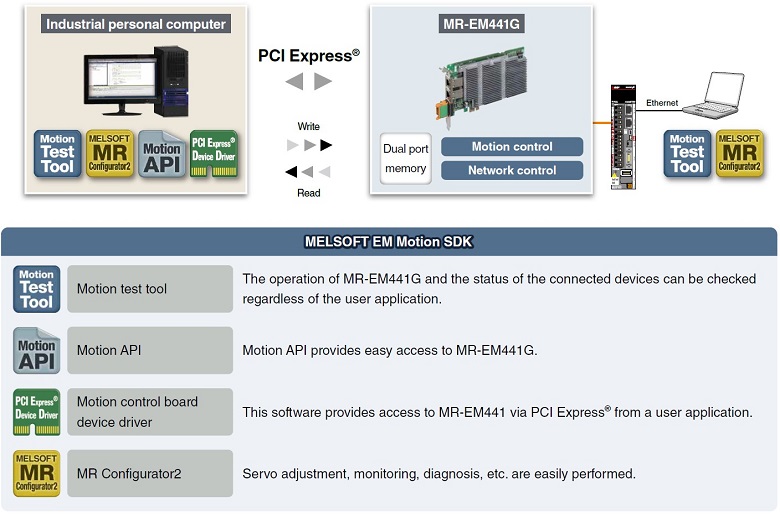 Industrial personal computer
MR-EM441G
PCI Express®
Write
Read
Motion
Test
Tool
MELSOFT
MR
Configurator2
Motion
API
PCI Express®
Device Driver
Dual port
memory
Motion control
Network control
Ethernet
Motion
Test
Tool
MELSOFT
MR
Configurator2
MELSOFT EM Motion SDK
Motion
Test
Tool
Motion test tool
The operation of MR-EM441G and the status of the connected devices can be checked
regardless of the user application.
Motion
API
Motion API
Motion API provides easy access to MR-EM441G.
PCI Express®
Device Driver
Motion control board
device driver
This software provides access to MR-EM441 via PCI Express® from a user application.
MELSOFT
MR
Configurator2
MR Configurator2
Servo adjustment, monitoring, diagnosis, etc. are easily performed.